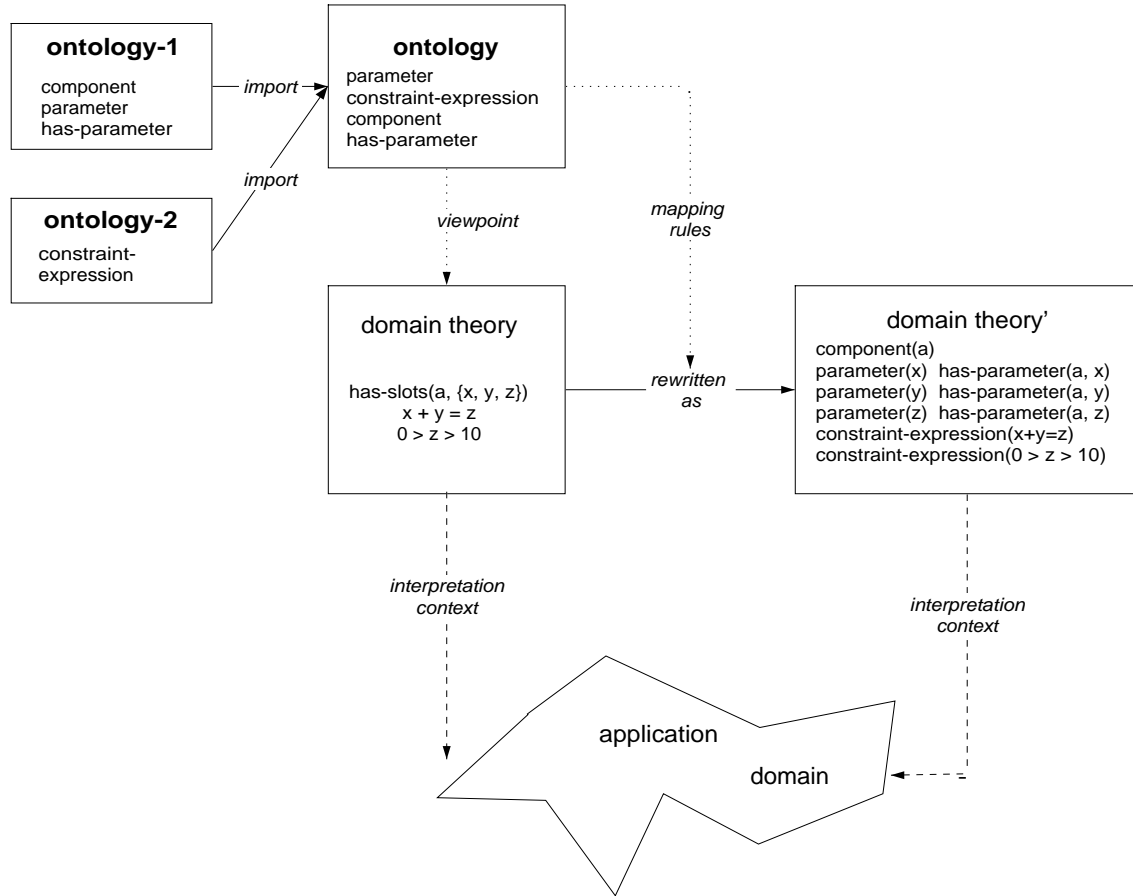 ontology-1
component
parameter
has-parameter
import
ontology
parameter
constraint-expression
component
has-parameter
import
ontology-2
constraint-
expression
viewpoint
mapping
rules
domain theory
has-slots(a, {x, y, z})
x + y = z
0 > z > 10
rewritten
as
domain theory’
component(a)
parameter(x) has-parameter(a, x)
parameter(y) has-parameter(a, y)
parameter(z) has-parameter(a, z)
constraint-expression(x+y=z)
constraint-expression(0 > z > 10)
interpretation
context
interpretation
context
application
domain